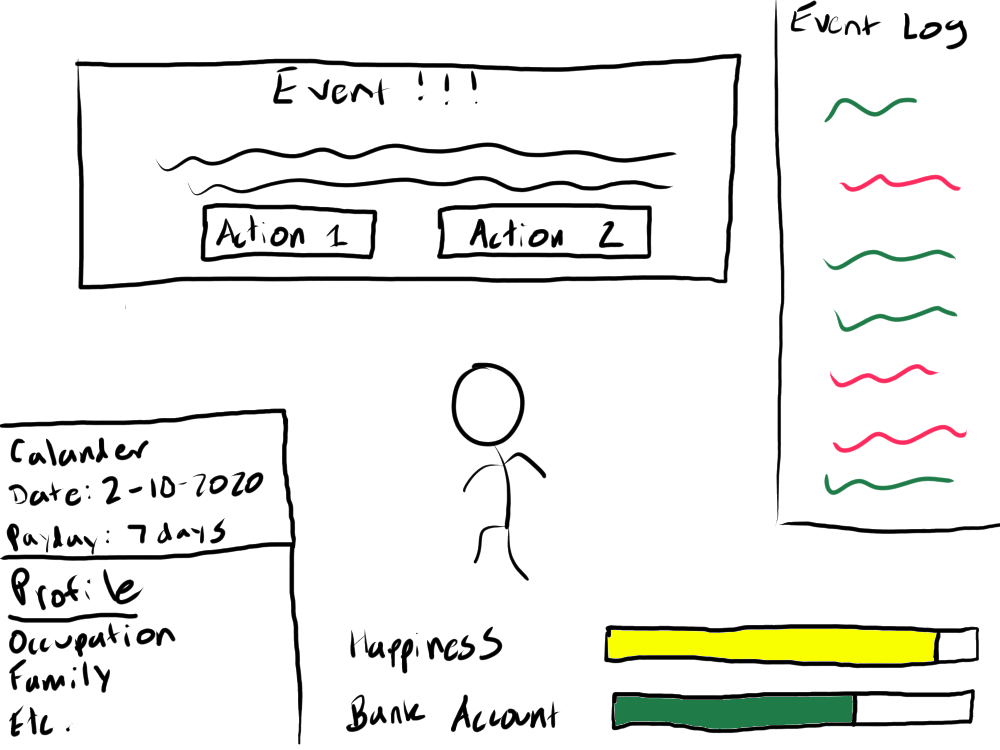 Event !!!
Action 1
Action 2
Event Log
Calander
Date: 2-10-2020
Payday: 7 days
Profile
Occupation
Family
Etc.
Happiness
Bank Account